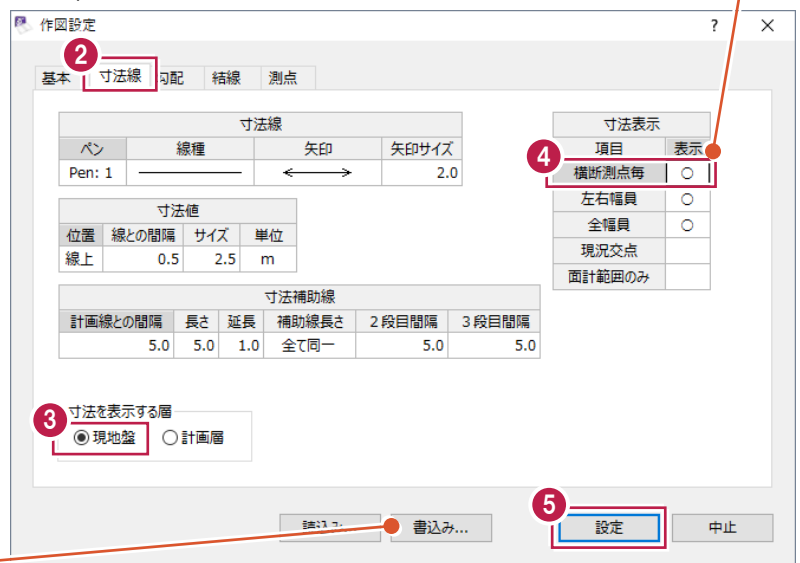 作図設定 ? ×
2
基本 寸法線 勾配 結線 測点
寸法線
ペン 線種 矢印 矢印サイズ
Pen: 1 2.0
寸法値
位置 線との間隔 サイズ 単位
線上 0.5 2.5 m
寸法補助線
計画線との間隔 長さ 延長 補助線長さ 2段目間隔 3段目間隔
5.0 5.0 1.0 全て同一 5.0 5.0
寸法表示
項目 表示
4
横断測点毎 ○
左右幅員 ○
全幅員 ○
現況交点
面計範囲のみ
3
寸法を表示する層
現地盤 計画層
5
読込み... 書込み... 設定 中止